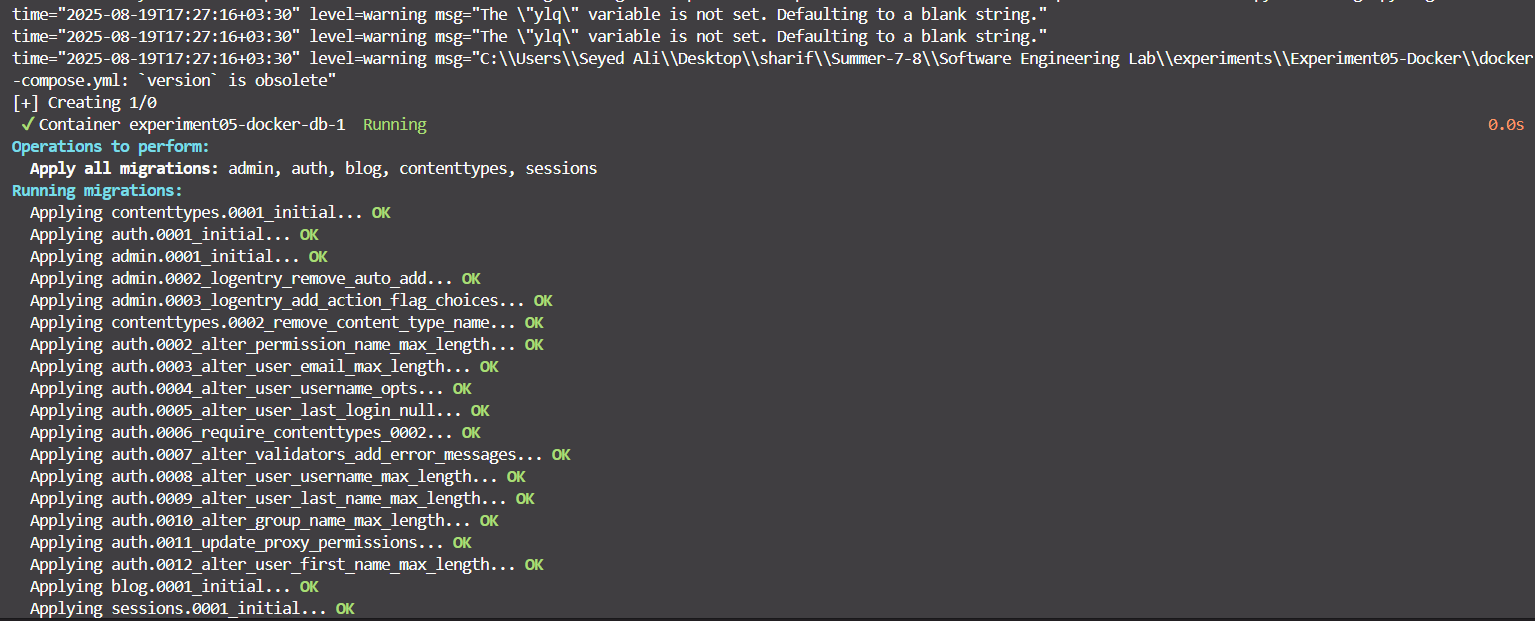 time="2025-08-19T17:27:16+03:30" level=warning msg="The \"ylq\" variable is not set. Defaulting to a blank string."
time="2025-08-19T17:27:16+03:30" level=warning msg="The \"ylq\" variable is not set. Defaulting to a blank string."
time="2025-08-19T17:27:16+03:30" level=warning msg="C:\\Users\\Seyed Ali\\Desktop\\sharif\\Summer-7-8\\Software Engineering Lab\\experiments\\Experiment05-Docker\\docker
-compose.yml: `version` is obsolete"
[+] Creating 1/0
✓ Container experiment05-docker-db-1  Running 0.0s
Operations to perform:
  Apply all migrations: admin, auth, blog, contenttypes, sessions
Running migrations:
  Applying contenttypes.0001_initial... OK
  Applying auth.0001_initial... OK
  Applying admin.0001_initial... OK
  Applying admin.0002_logentry_remove_auto_add... OK
  Applying admin.0003_logentry_add_action_flag_choices... OK
  Applying contenttypes.0002_remove_content_type_name... OK
  Applying auth.0002_alter_permission_name_max_length... OK
  Applying auth.0003_alter_user_email_max_length... OK
  Applying auth.0004_alter_user_username_opts... OK
  Applying auth.0005_alter_user_last_login_null... OK
  Applying auth.0006_require_contenttypes_0002... OK
  Applying auth.0007_alter_validators_add_error_messages... OK
  Applying auth.0008_alter_user_username_max_length... OK
  Applying auth.0009_alter_user_last_name_max_length... OK
  Applying auth.0010_alter_group_name_max_length... OK
  Applying auth.0011_update_proxy_permissions... OK
  Applying auth.0012_alter_user_first_name_max_length... OK
  Applying blog.0001_initial... OK
  Applying sessions.0001_initial... OK